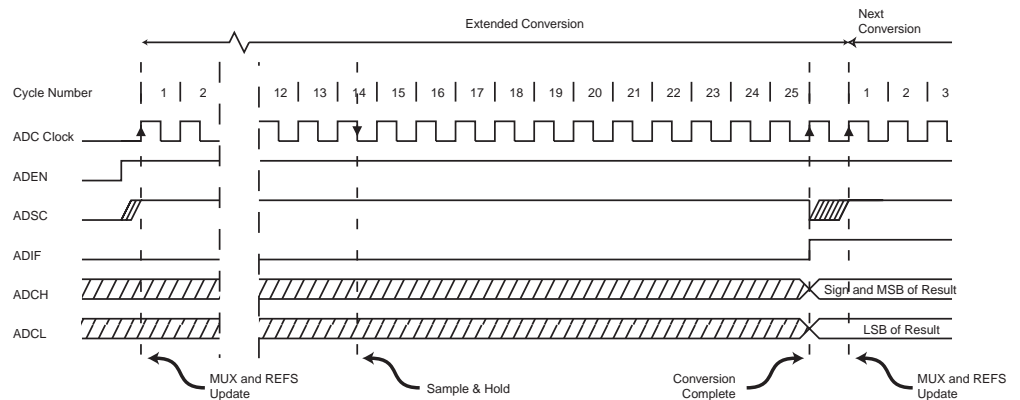 Extended Conversion
Next
Conversion
Cycle Number 1 2 12 13 14 15 16 17 18 19 20 21 22 23 24 25 1 2 3
ADC Clock
ADEN
ADSC
ADIF
ADCH Sign and MSB of Result
ADCL LSB of Result
MUX and REFS
Update
Sample & Hold
Conversion
Complete
MUX and REFS
Update